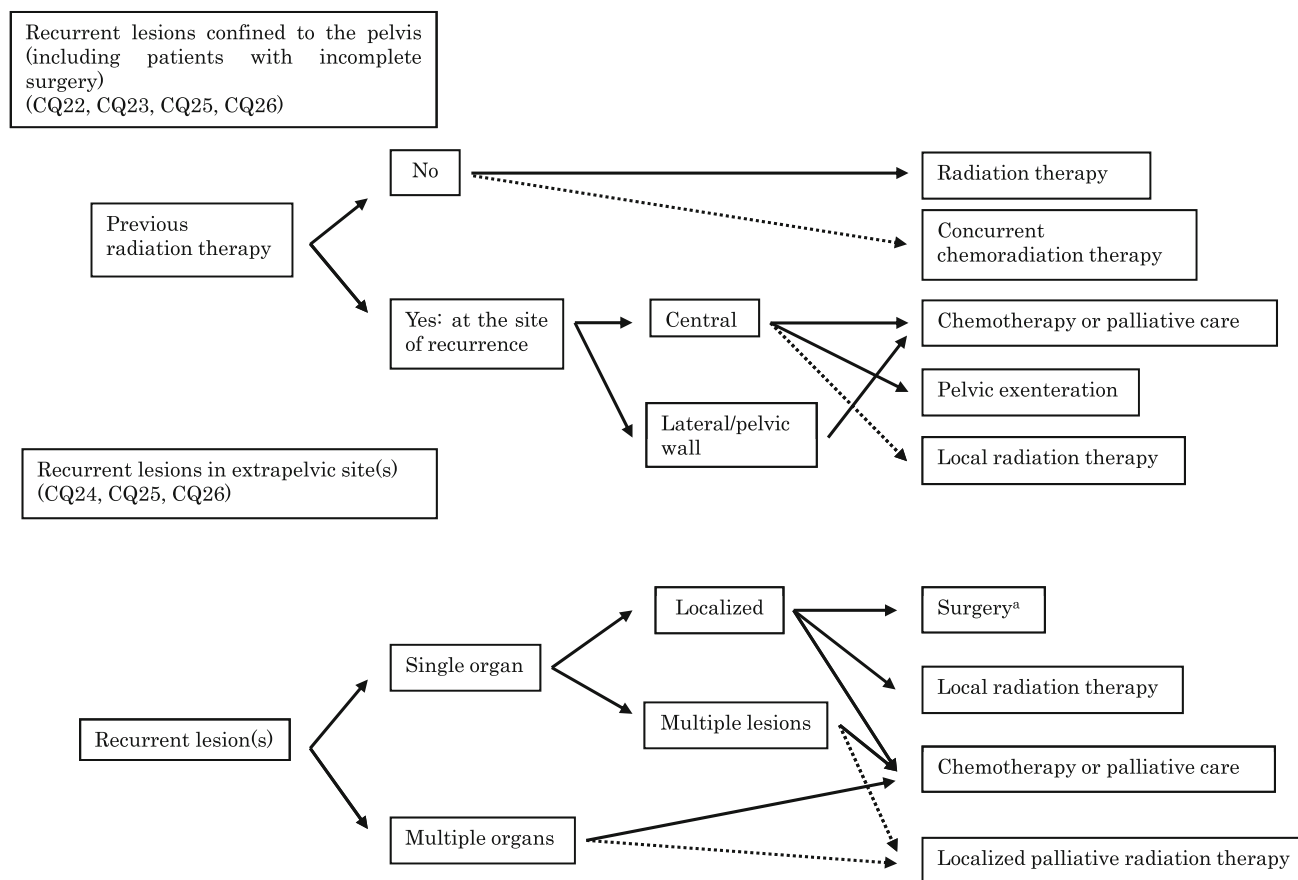 Recurrent lesions confined to the pelvis
(including patients with incomplete
surgery)
(CQ22, CQ23, CQ25, CQ26)
No
Radiation therapy
Previous
radiation therapy
Concurrent
chemoradiation therapy
Yes: at the site
of recurrence
Central
Chemotherapy or palliative care
Pelvic exenteration
Lateral/pelvic
wall
Local radiation therapy
Recurrent lesions in extrapelvic site(s)
(CQ24, CQ25, CQ26)
Localized
Surgeryᵃ
Single organ
Local radiation therapy
Multiple lesions
Recurrent lesion(s)
Chemotherapy or palliative care
Multiple organs
Localized palliative radiation therapy